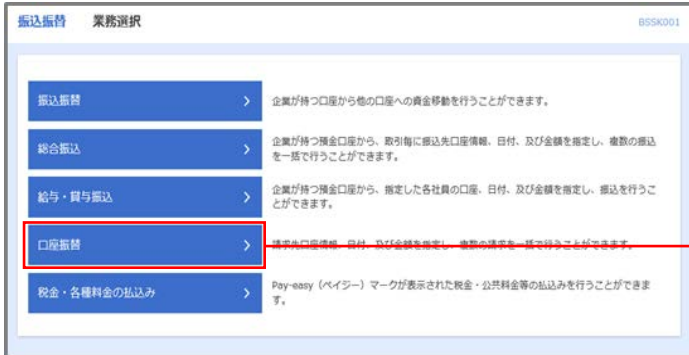 振込振替 業務選択 BSSK001
振込振替 企業が持つ口座から他の口座への資金移動を行うことができます。
総合振込 企業が持つ預金口座から、取引毎に振込先口座情報、日付、及び金額を指定し、複数の振込
を一括で行うことができます。
給与・賞与振込 企業が持つ預金口座から、指定した各社員の口座、日付、及び金額を指定し、振込を行うこ
とができます。
口座振替 請求先口座情報、日付、及び金額を指定し、複数の請求を一括で行うことができます。
税金・各種料金の払込み Pay-easy（ペイジー）マークが表示された税金・公共料金等の払込みを行うことができま
す。